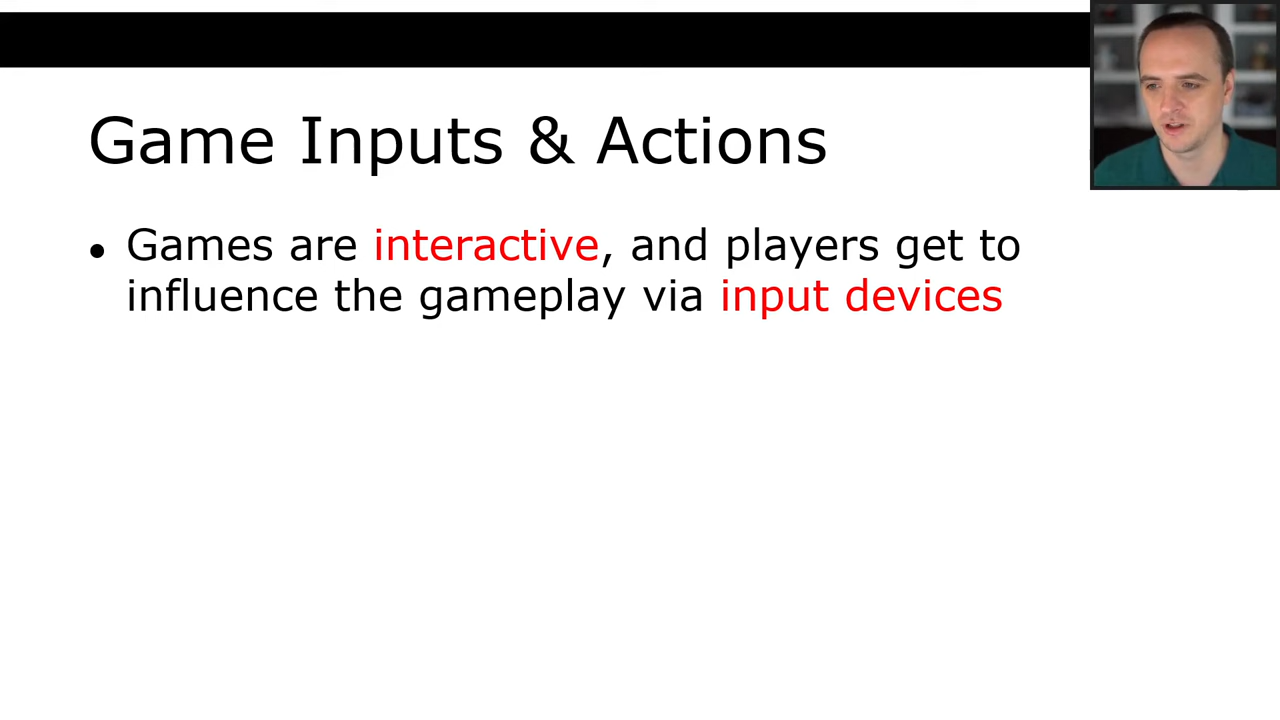 Game Inputs & Actions
• Games are interactive, and players get to
influence the gameplay via input devices